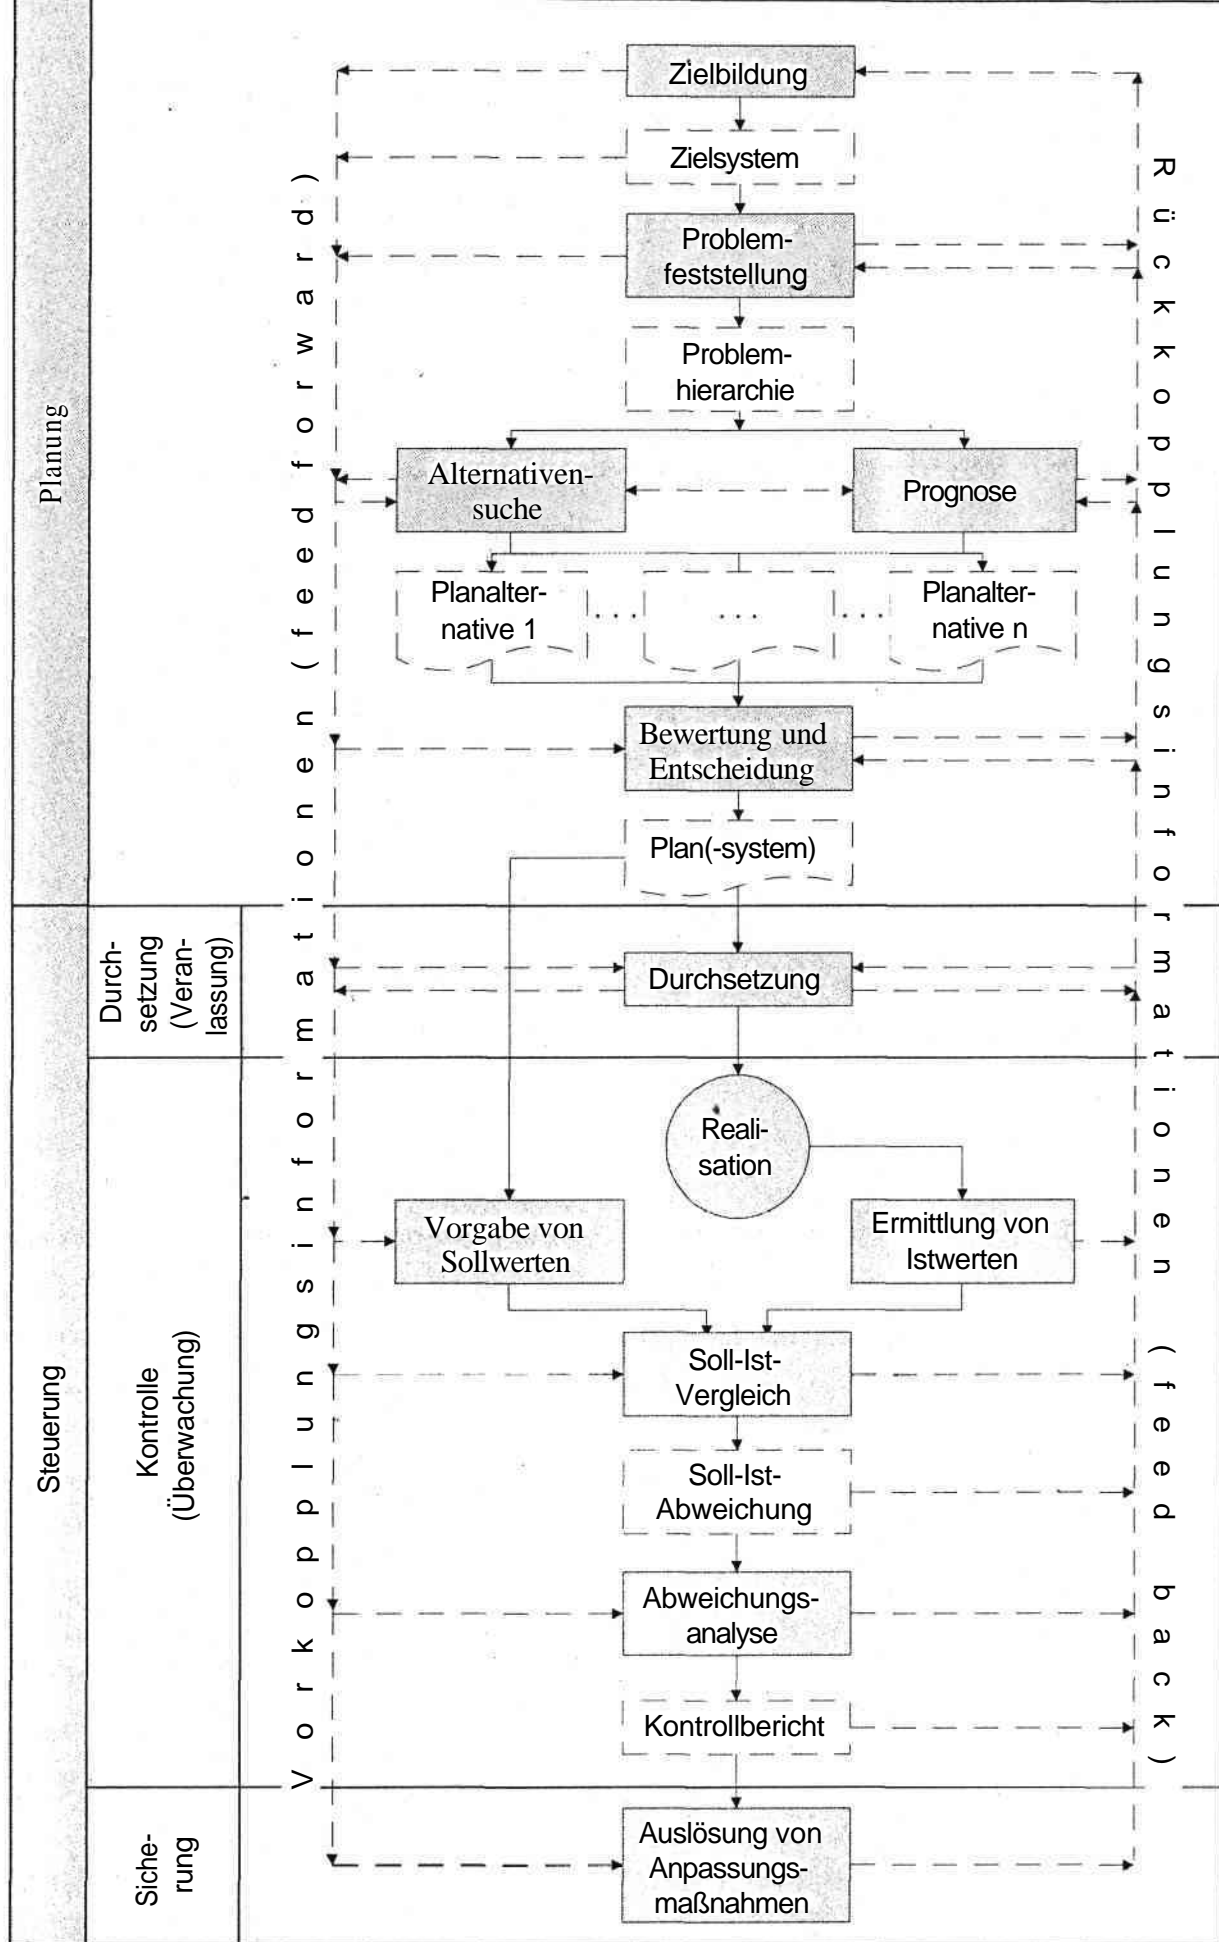 Planung
Steuerung
Durch-
setzung
(Veran-
lassung)
Kontrolle
(Überwachung)
Siche-
rung
Vorkopplungsinformationen (feedforward)
Zielbildung
Zielsystem
Problem-
feststellung
Problem-
hierarchie
Alternativen-
suche
Prognose
Planalter-
native 1
...
...
...
Planalter-
native n
Bewertung und
Entscheidung
Plan(-system)
Durchsetzung
Reali-
sation
Vorgabe von
Sollwerten
Ermittlung von
Istwerten
Soll-Ist-
Vergleich
Soll-Ist-
Abweichung
Abweichungs-
analyse
Kontrollbericht
Auslösung von
Anpassungs-
maßnahmen
Rückkopplungsinformationen (feed back)